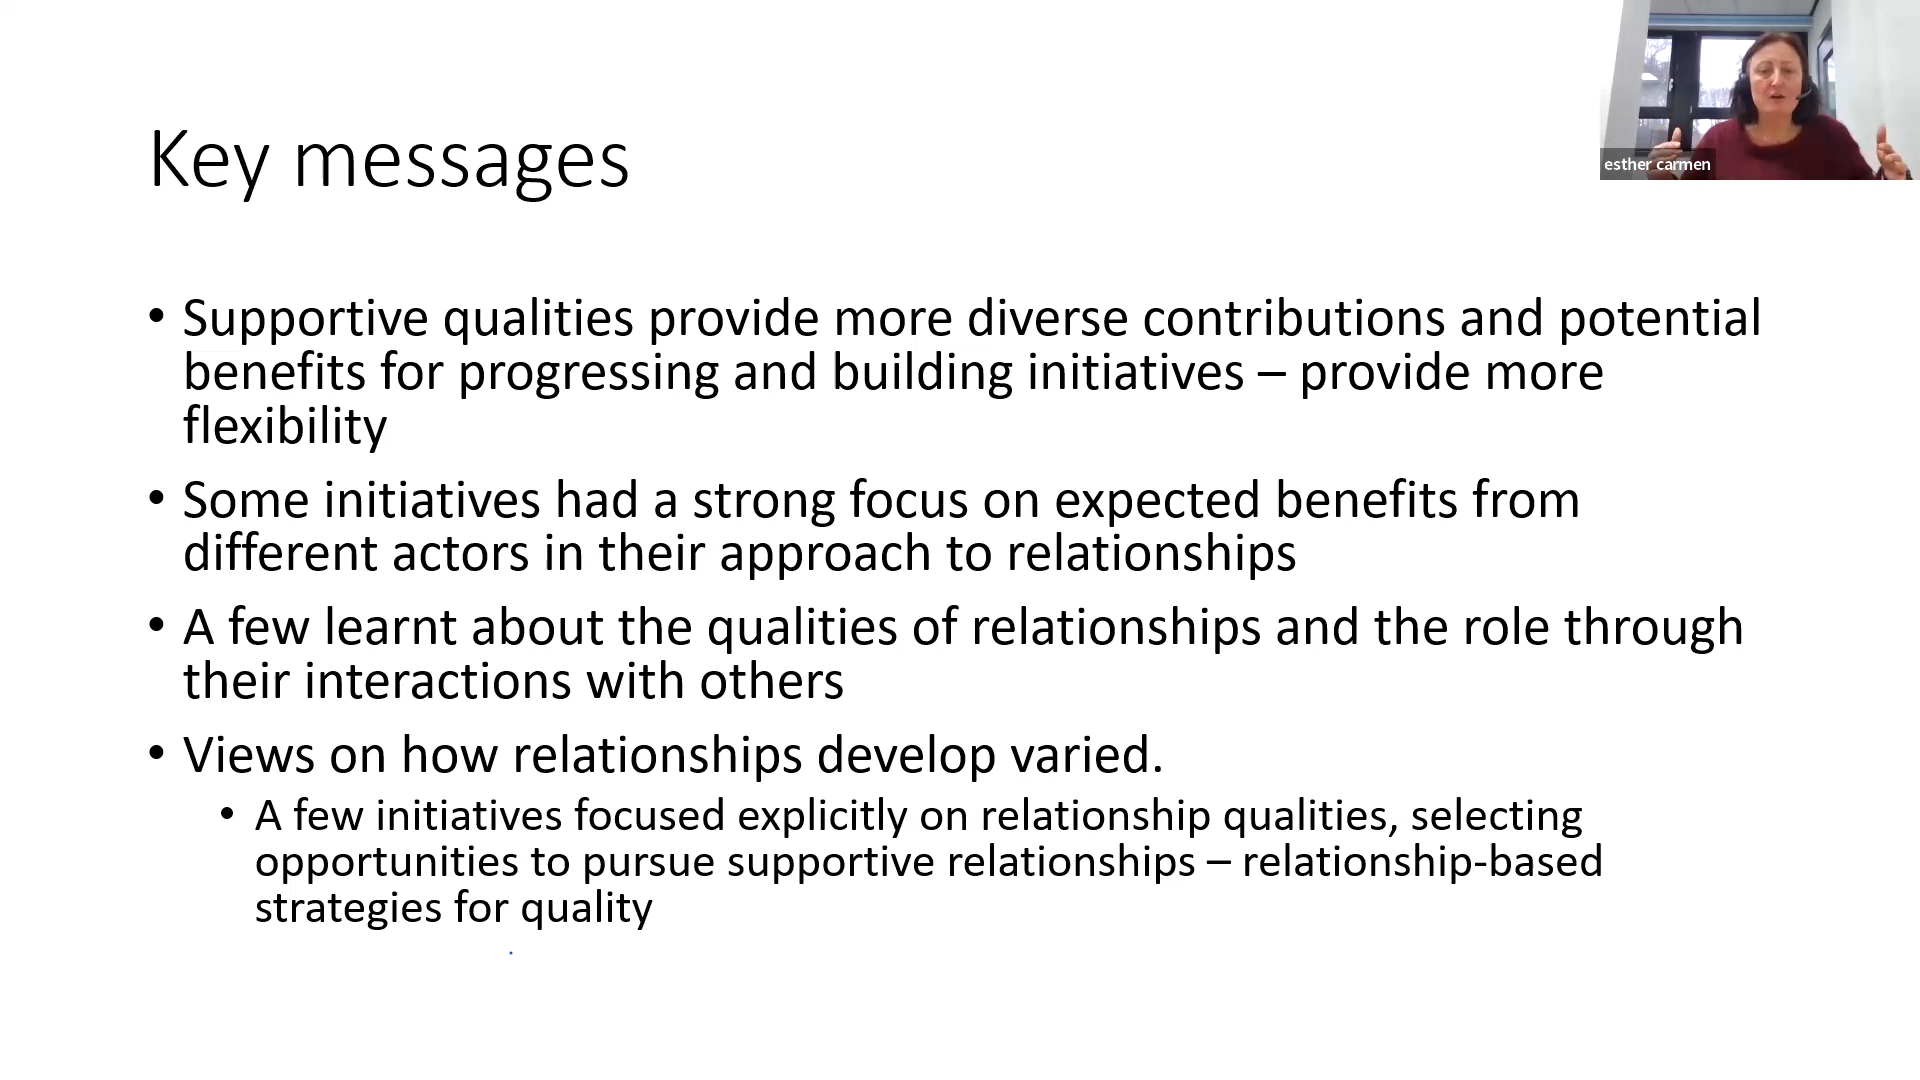 Key messages
esther carmen
• Supportive qualities provide more diverse contributions and potential
benefits for progressing and building initiatives – provide more
flexibility
• Some initiatives had a strong focus on expected benefits from
different actors in their approach to relationships
• A few learnt about the qualities of relationships and the role through
their interactions with others
• Views on how relationships develop varied.
• A few initiatives focused explicitly on relationship qualities, selecting
opportunities to pursue supportive relationships – relationship-based
strategies for quality